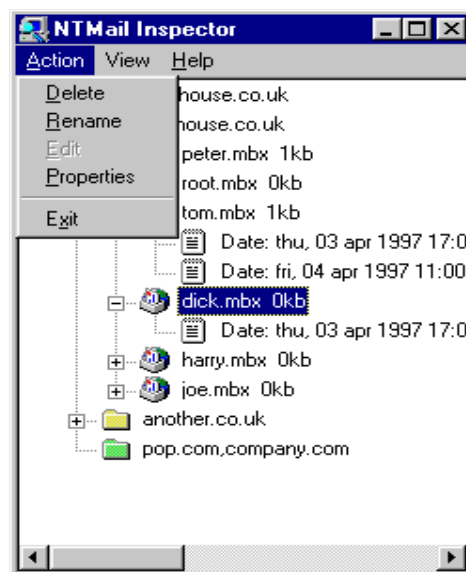 NTMail Inspector
Action View Help
Delete
Rename
Edit
Properties
Exit
house.co.uk
house.co.uk
peter.mbx 1kb
root.mbx 0kb
tom.mbx 1kb
Date: thu, 03 apr 1997 17:0
Date: fri, 04 apr 1997 11:00
dick.mbx 0kb
Date: thu, 03 apr 1997 17:0
harry.mbx 0kb
joe.mbx 0kb
another.co.uk
pop.com,company.com